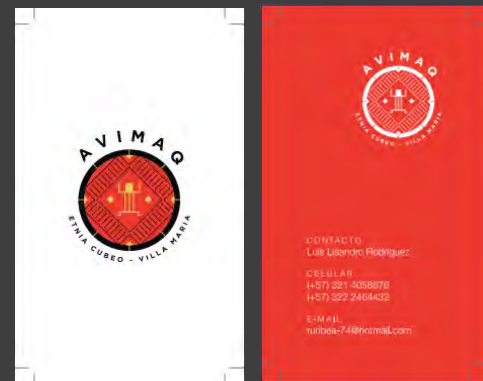 AVIMAQ
ETNIA CUBEO - VILLA MARIA
AVIMAQ
ETNIA CUBEO - VILLA MARIA
CONTACTO
Luis Lisandro Rodriguez
CELULAR
(+57) 321 4058678
(+57) 322 2464432
E-MAIL
ruribea-74@hotmail.com